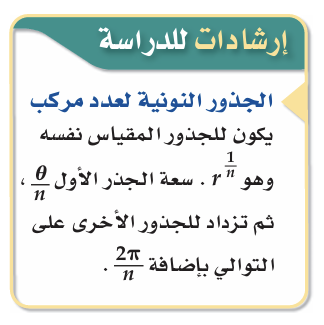 إرشادات للدراسة
الجذور النونية لعدد مركب
يكون للجذور المقياس نفسه
وهو r^{1/n} . سعة الجذر الأول θ/n ،
ثم تزداد للجذور الأخرى على
التوالي بإضافة 2π/n .